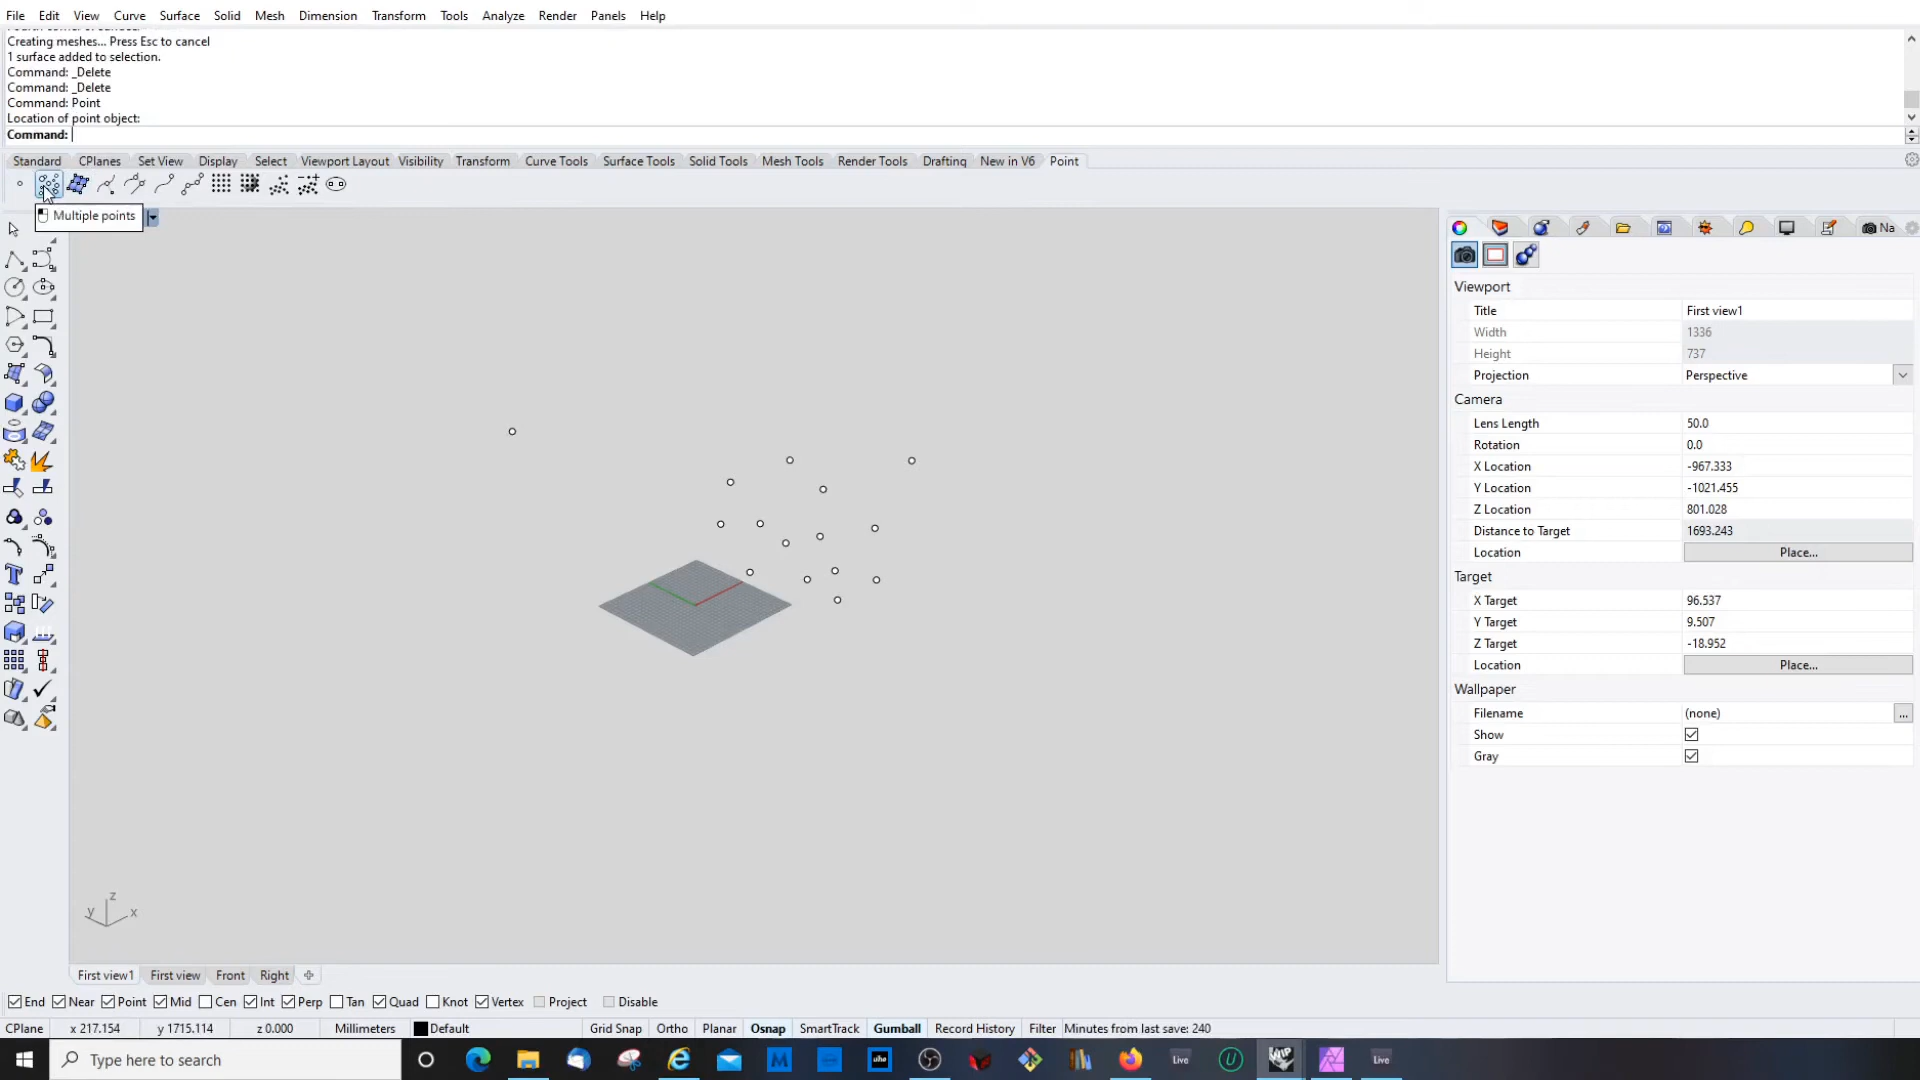 File Edit View Curve Surface Solid Mesh Dimension Transform Tools Analyze Render Panels Help
Creating meshes... Press Esc to cancel
1 surface added to selection.
Command: _Delete
Command: _Delete
Command: Point
Location of point object:
Command:
Standard CPlanes Set View Display Select Viewport Layout Visibility Transform Curve Tools Surface Tools Solid Tools Mesh Tools Render Tools Drafting New in V6 Point
Multiple points
Na
Viewport
Title First view1
Width 1336
Height 737
Projection Perspective
Camera
Lens Length 50.0
Rotation 0.0
X Location -967.333
Y Location -1021.455
Z Location 801.028
Distance to Target 1693.243
Location Place...
Target
X Target 96.537
Y Target 9.507
Z Target -18.952
Location Place...
Wallpaper
Filename (none) ...
Show
Gray
z
y x
First view1 First view Front Right
End Near Point Mid Cen Int Perp Tan Quad Knot Vertex Project Disable
CPlane x 217.154 y 1715.114 z 0.000 Millimeters Default Grid Snap Ortho Planar Osnap SmartTrack Gumball Record History Filter Minutes from last save: 240
Type here to search Live Live